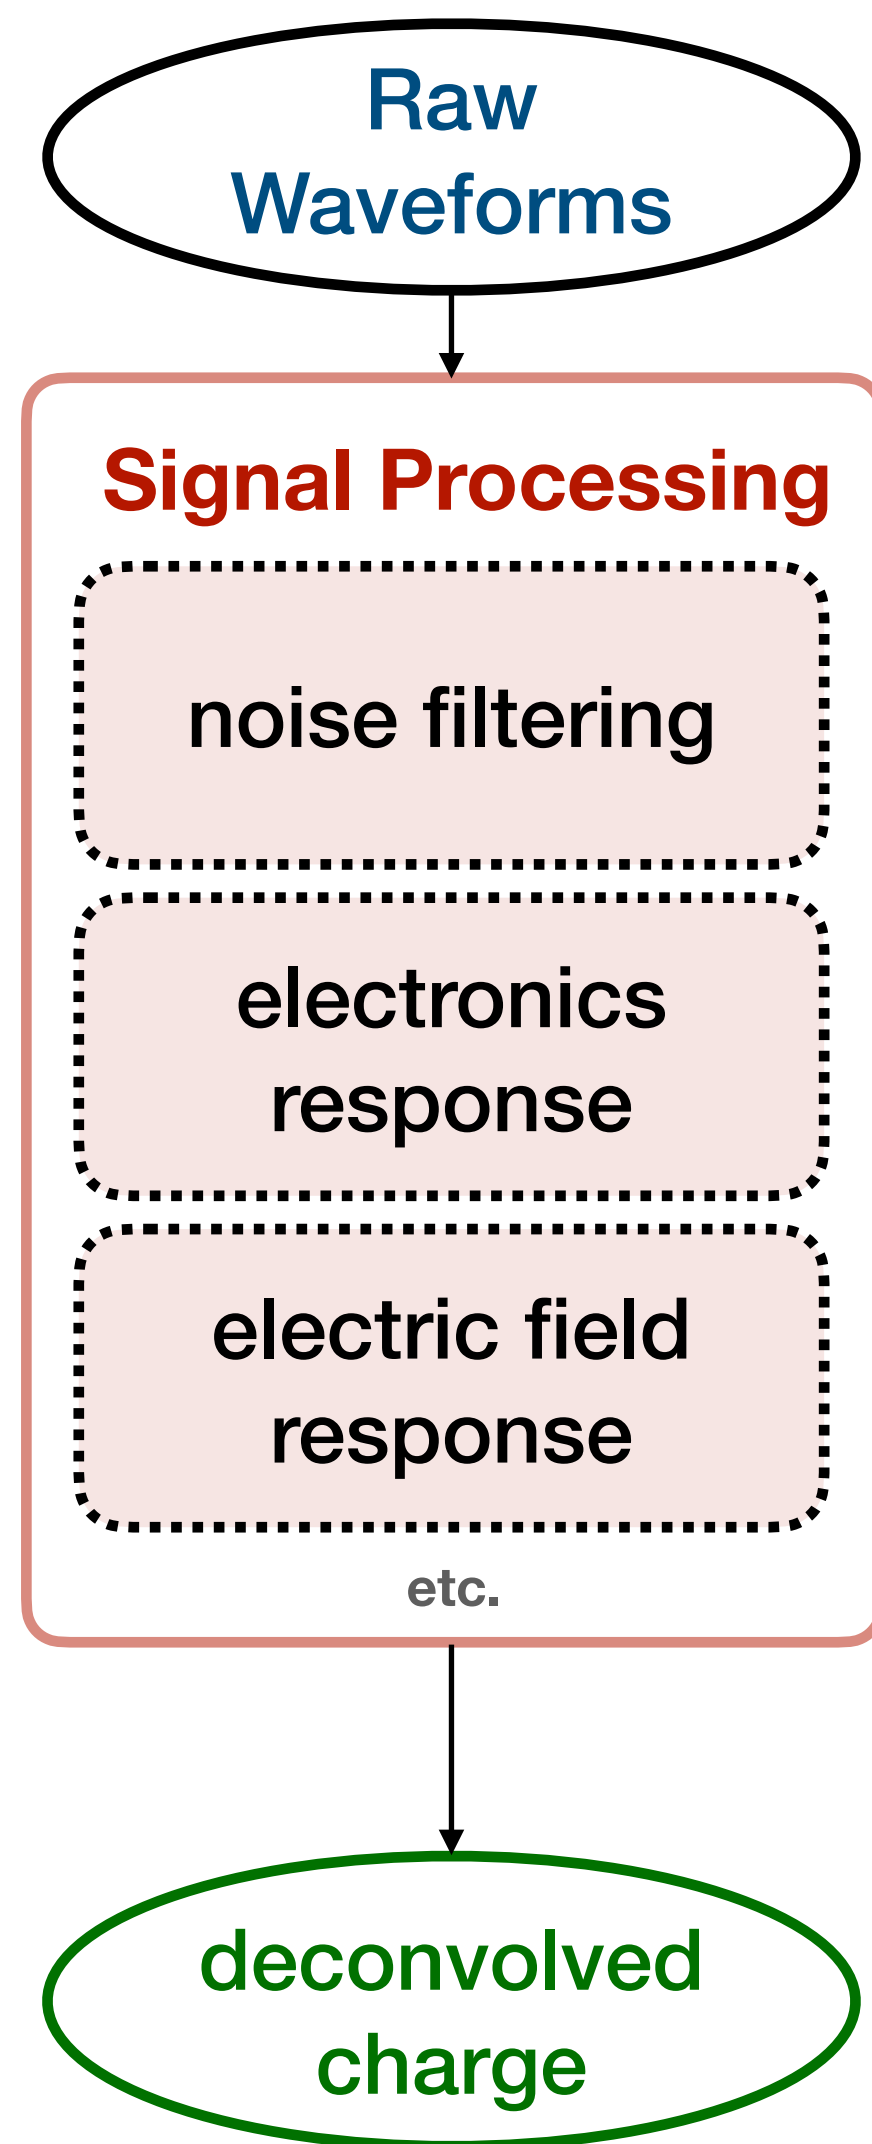 Raw
Waveforms
Signal Processing
noise filtering
electronics
response
electric field
response
etc.
deconvolved
charge